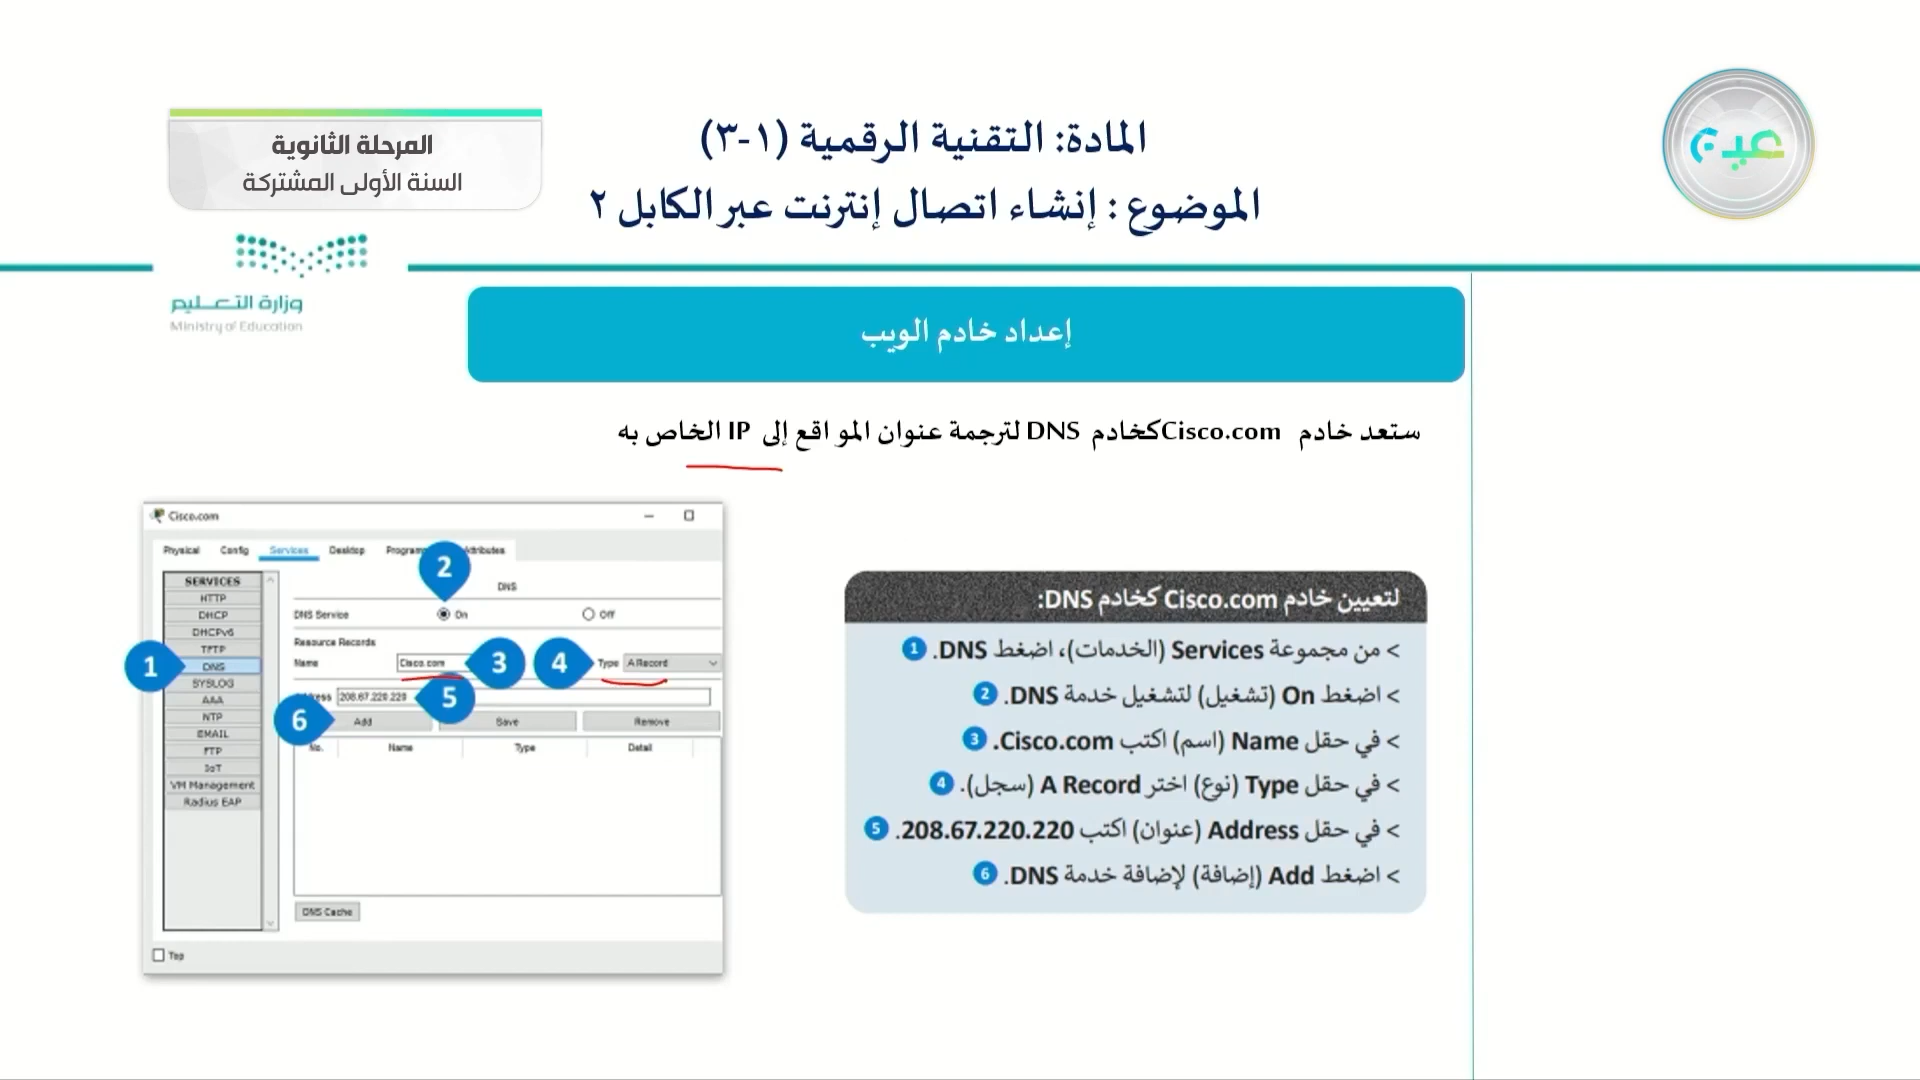 المرحلة الثانوية
السنة الأولى المشتركة
المادة: التقنية الرقمية (١-٣)
الموضوع : إنشاء اتصال إنترنت عبر الكابل ٢
عين
وزارة التعليم
Ministry of Education
إعداد خادم الويب
ستعد خادم Cisco.comكخادم DNS لترجمة عنوان المواقع إلى IP الخاص به
Cisco.com
Physical Config Services Desktop Program Attributes
SERVICES
HTTP
DHCP
DHCPv6
TFTP
DNS
SYSLOG
AAA
NTP
EMAIL
FTP
IoT
VM Management
Radius EAP
DNS
DNS Service On Off
Resource Records
Name Cisco.com Type A Record
208.67.220.220
Add Save Remove
No. Name Type Detail
DNS Cache
Top
1
2
3
4
5
6
لتعيين خادم Cisco.com كخادم DNS:
> من مجموعة Services (الخدمات)، اضغط DNS. 1
> اضغط On (تشغيل) لتشغيل خدمة DNS. 2
> في حقل Name (اسم) اكتب Cisco.com. 3
> في حقل Type (نوع) اختر A Record (سجل). 4
> في حقل Address (عنوان) اكتب 208.67.220.220. 5
> اضغط Add (إضافة) لإضافة خدمة DNS. 6